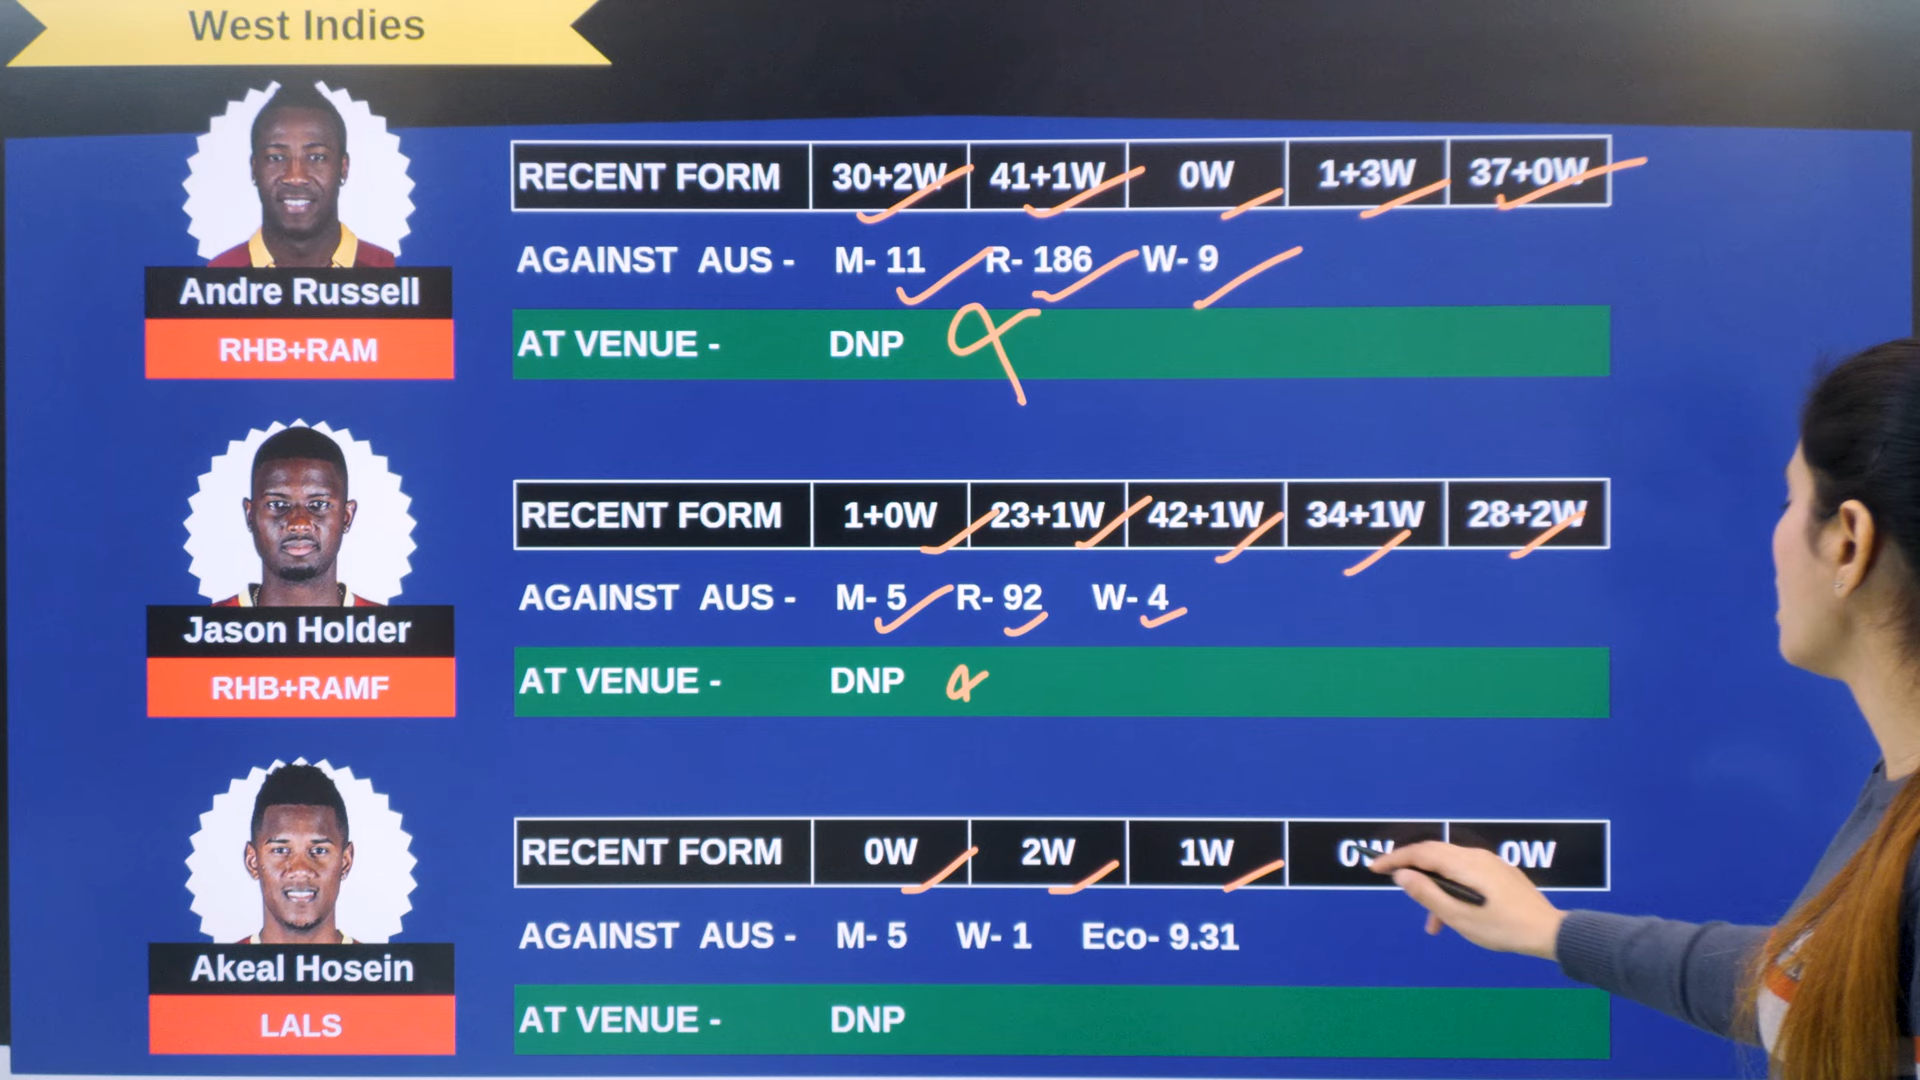 West Indies
RECENT FORM 30+2W 41+1W 0W 1+3W 37+0W
AGAINST AUS - M- 11 R- 186 W- 9
Andre Russell
RHB+RAM
AT VENUE - DNP
RECENT FORM 1+0W 23+1W 42+1W 34+1W 28+2W
AGAINST AUS - M- 5 R- 92 W- 4
Jason Holder
RHB+RAMF
AT VENUE - DNP
RECENT FORM 0W 2W 1W 0W 0W
AGAINST AUS - M- 5 W- 1 Eco- 9.31
Akeal Hosein
LALS
AT VENUE - DNP